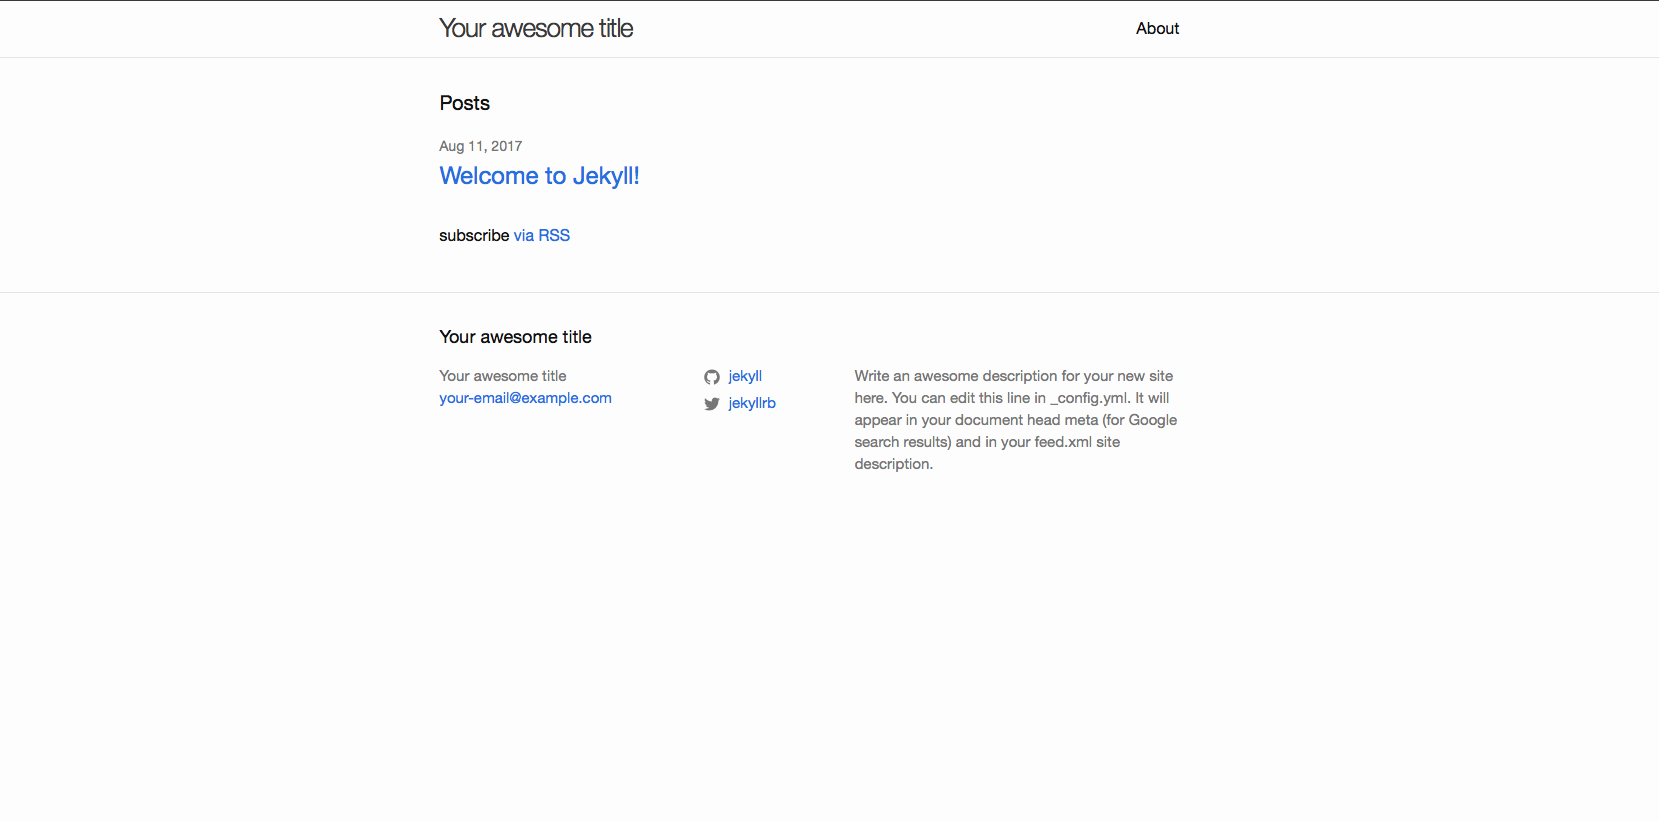 Your awesome title
About
Posts
Aug 11, 2017
Welcome to Jekyll!
subscribe via RSS
Your awesome title
Your awesome title
your-email@example.com
jekyll
jekyllrb
Write an awesome description for your new site
here. You can edit this line in _config.yml. It will
appear in your document head meta (for Google
search results) and in your feed.xml site
description.